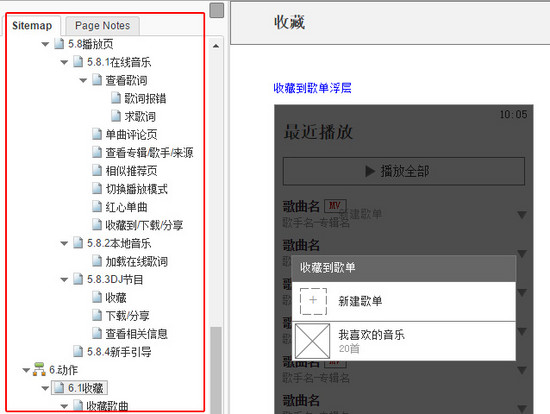 Sitemap
Page Notes
5.8播放页
5.8.1在线音乐
查看歌词
歌词报错
求歌词
单曲评论页
查看专辑/歌手/来源
相似推荐页
切换播放模式
红心单曲
收藏到/下载/分享
5.8.2本地音乐
加载在线歌词
5.8.3DJ节目
收藏
下载/分享
查看相关信息
5.8.4新手引导
6.动作
6.1收藏
收藏歌曲
收藏
收藏到歌单浮层
10:05
最近播放
播放全部
歌曲名 MV
新建歌单
歌手名-专辑名
歌曲名
收藏到歌单
新建歌单
我喜欢的音乐
20首
歌曲名
歌手名-专辑名
歌曲名